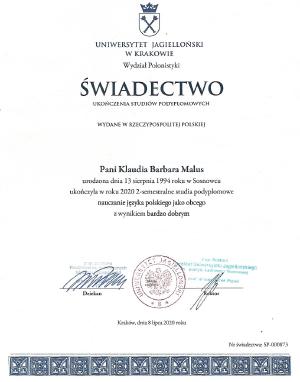 UNIWERSYTET JAGIELLOŃSKI
W KRAKOWIE
Wydział Polonistyki
ŚWIADECTWO
UKOŃCZENIA STUDIÓW PODYPLOMOWYCH
WYDANE W RZECZYPOSPOLITEJ POLSKIEJ
Pani Klaudia Barbara Malus
urodzona dnia 13 sierpnia 1994 roku w Sosnowcu
ukończyła w roku 2020 2-semestralne studia podyplomowe
nauczanie języka polskiego jako obcego
z wynikiem bardzo dobrym
Dziekan
Rektor
Kraków, dnia 8 lipca 2020 roku
Nr świadectwa: SP-000873